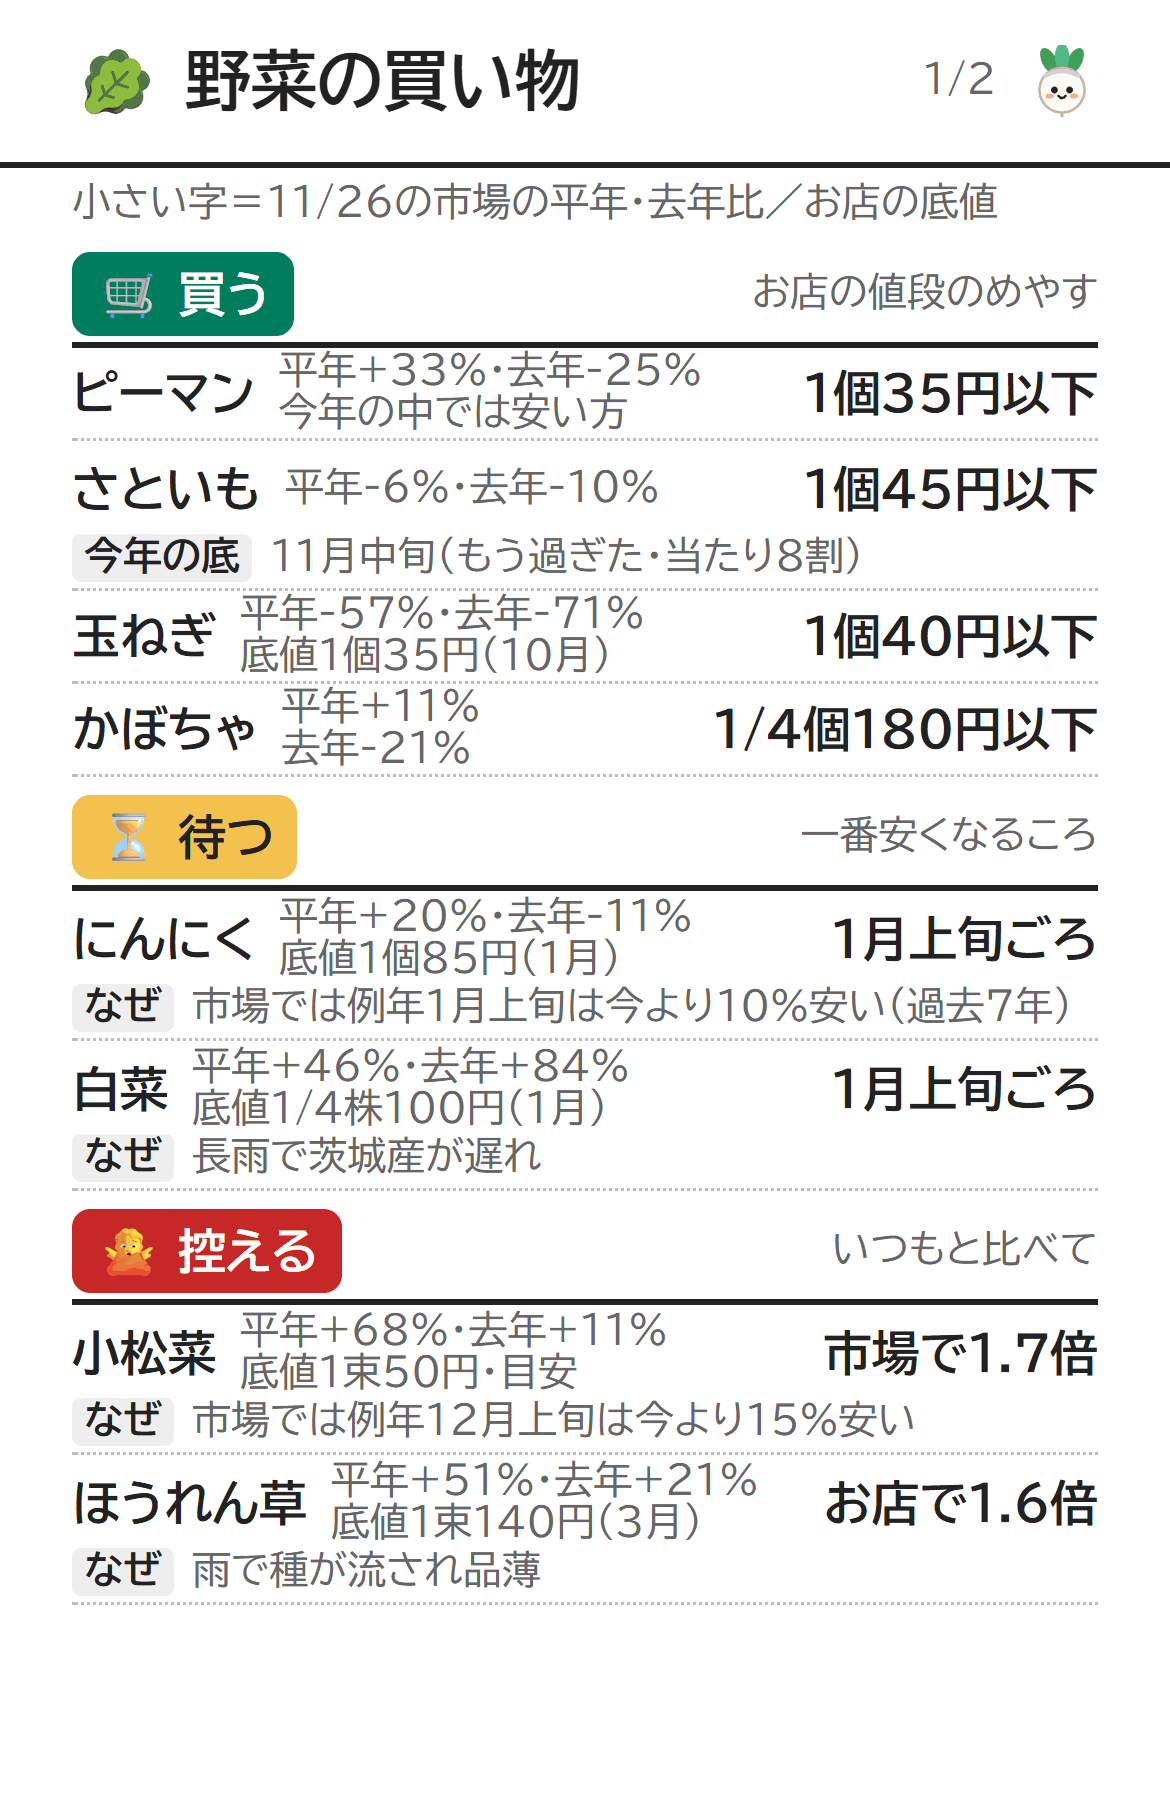 野菜の買い物
1/2
小さい字＝11/26の市場の平年・去年比／お店の底値
買う
お店の値段のめやす
ピーマン
平年+33%・去年-25%
今年の中では安い方
1個35円以下
さといも
平年-6%・去年-10%
1個45円以下
今年の底 11月中旬（もう過ぎた・当たり8割）
玉ねぎ
平年-57%・去年-71%
底値1個35円（10月）
1個40円以下
かぼちゃ
平年+11%
去年-21%
1/4個180円以下
待つ
一番安くなるころ
にんにく
平年+20%・去年-11%
底値1個85円（1月）
1月上旬ごろ
なぜ 市場では例年1月上旬は今より10%安い（過去7年）
白菜
平年+46%・去年+84%
底値1/4株100円（1月）
1月上旬ごろ
なぜ 長雨で茨城産が遅れ
控える
いつもと比べて
小松菜
平年+68%・去年+11%
底値1束50円・目安
市場で1.7倍
なぜ 市場では例年12月上旬は今より15%安い
ほうれん草
平年+51%・去年+21%
底値1束140円（3月）
お店で1.6倍
なぜ 雨で種が流され品薄